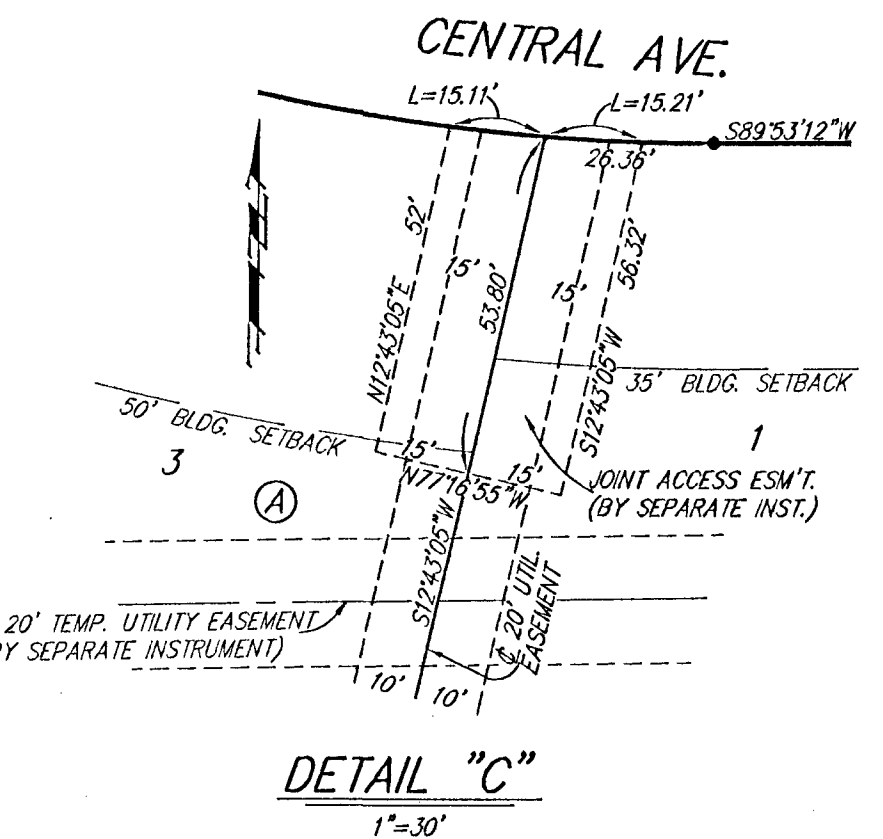 CENTRAL AVE.
L=15.11'
L=15.21'
S89°53'12"W
26.36'
52'
15'
53.80'
15'
56.32'
N12°43'05"E
S12°43'05"W
35' BLDG. SETBACK
50' BLDG. SETBACK
1
3
15'
15'
N77°16'55"W
JOINT ACCESS ESM'T.
(BY SEPARATE INST.)
A
S12°43'05"W
℄ 20' UTIL.
EASEMENT
20' TEMP. UTILITY EASEMENT
Y SEPARATE INSTRUMENT)
10'
10'
DETAIL "C"
1"=30'